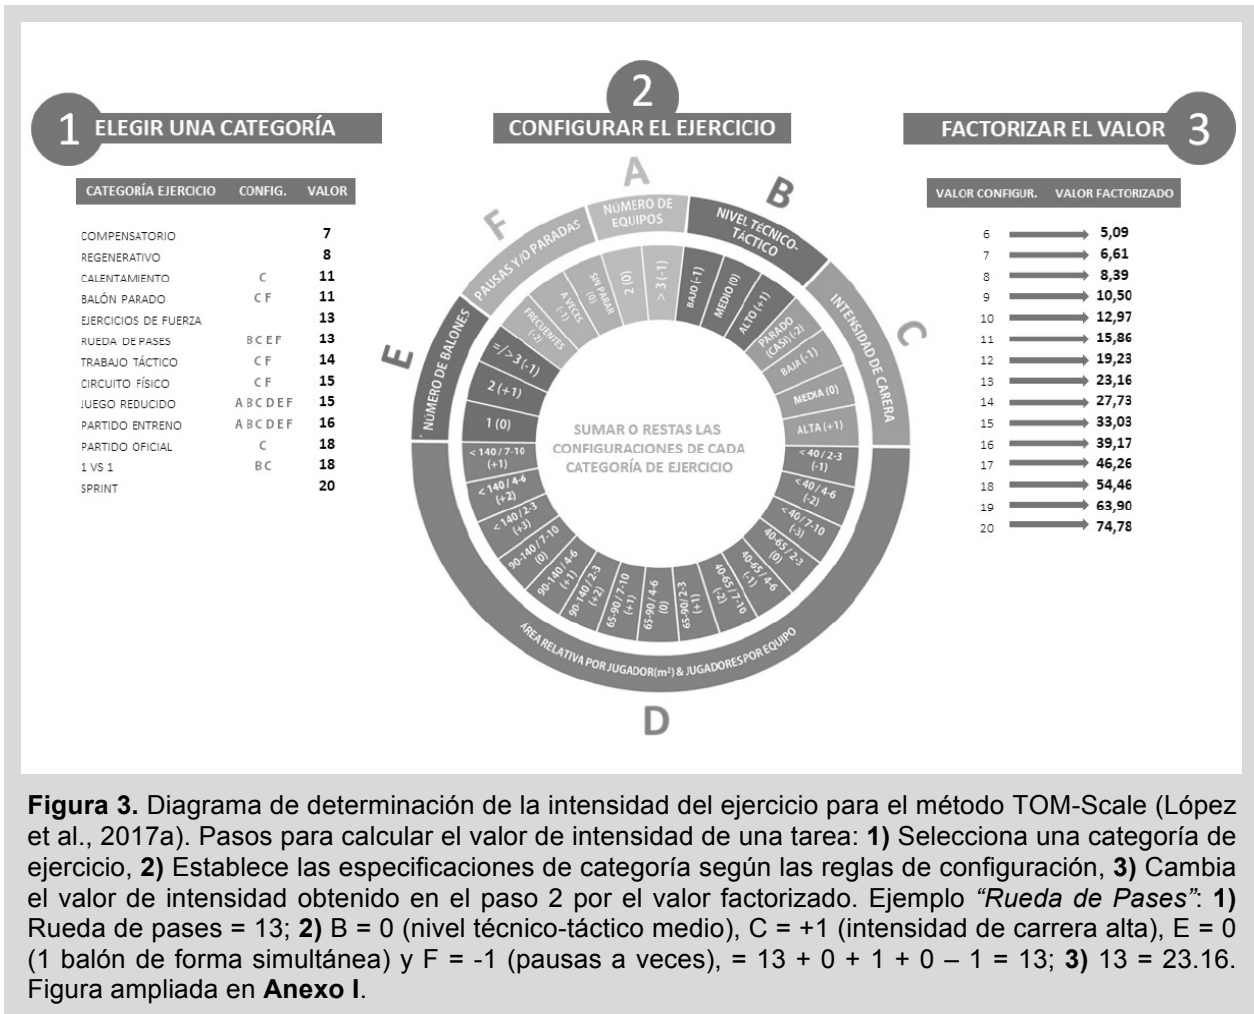 1 ELEGIR UNA CATEGORÍA
CATEGORÍA EJERCICIO CONFIG. VALOR
COMPENSATORIO 7
REGENERATIVO 8
CALENTAMIENTO C 11
BALÓN PARADO C F 11
EJERCICIOS DE FUERZA 13
RUEDA DE PASES B C E F 13
TRABAJO TÁCTICO C F 14
CIRCUITO FÍSICO C F 15
JUEGO REDUCIDO A B C D E F 15
PARTIDO ENTRENO A B C D E F 16
PARTIDO OFICIAL C 18
1 VS 1 B C 18
SPRINT 20
2
CONFIGURAR EL EJERCICIO
A
NÚMERO DE
EQUIPOS
2 (0)
> 3 (-1)
B
NIVEL TÉCNICO-
TÁCTICO
BAJO (-1)
MEDIO (0)
ALTO (+1)
C
INTENSIDAD DE CARERA
PARADO
(CASI) (-2)
BAJA (-1)
MEDIA (0)
ALTA (+1)
D
ÁREA RELATIVA POR JUGADOR(m²) & JUGADORES POR EQUIPO
< 40 / 2-3
(-1)
< 40 / 4-6
(-2)
< 40 / 7-10
(-3)
40-65 / 2-3
(0)
40-65 / 4-6
(-1)
40-65 / 7-10
(-2)
65-90/ 2-3
(+1)
65-90 / 4-6
(0)
65-90 / 7-10
(+1)
90-140 / 2-3
(+2)
90-140 / 4-6
(+1)
90-140 / 7-10
(0)
< 140 / 2-3
(+3)
< 140 / 4-6
(+2)
< 140 / 7-10
(+1)
E
NÚMERO DE BALONES
1 (0)
2 (+1)
=/> 3 (-1)
F
PAUSAS Y/O PARADAS
FRECUENTES
(-2)
A VECES
(-1)
SIN PARAR
(0)
SUMAR O RESTAS LAS
CONFIGURACIONES DE CADA
CATEGORÍA DE EJERCICIO
FACTORIZAR EL VALOR 3
VALOR CONFIGUR. VALOR FACTORIZADO
6 5,09
7 6,61
8 8,39
9 10,50
10 12,97
11 15,86
12 19,23
13 23,16
14 27,73
15 33,03
16 39,17
17 46,26
18 54,46
19 63,90
20 74,78
Figura 3. Diagrama de determinación de la intensidad del ejercicio para el método TOM-Scale (López
et al., 2017a). Pasos para calcular el valor de intensidad de una tarea: 1) Selecciona una categoría de
ejercicio, 2) Establece las especificaciones de categoría según las reglas de configuración, 3) Cambia
el valor de intensidad obtenido en el paso 2 por el valor factorizado. Ejemplo “Rueda de Pases”: 1)
Rueda de pases = 13; 2) B = 0 (nivel técnico-táctico medio), C = +1 (intensidad de carrera alta), E = 0
(1 balón de forma simultánea) y F = -1 (pausas a veces), = 13 + 0 + 1 + 0 – 1 = 13; 3) 13 = 23.16.
Figura ampliada en Anexo I.